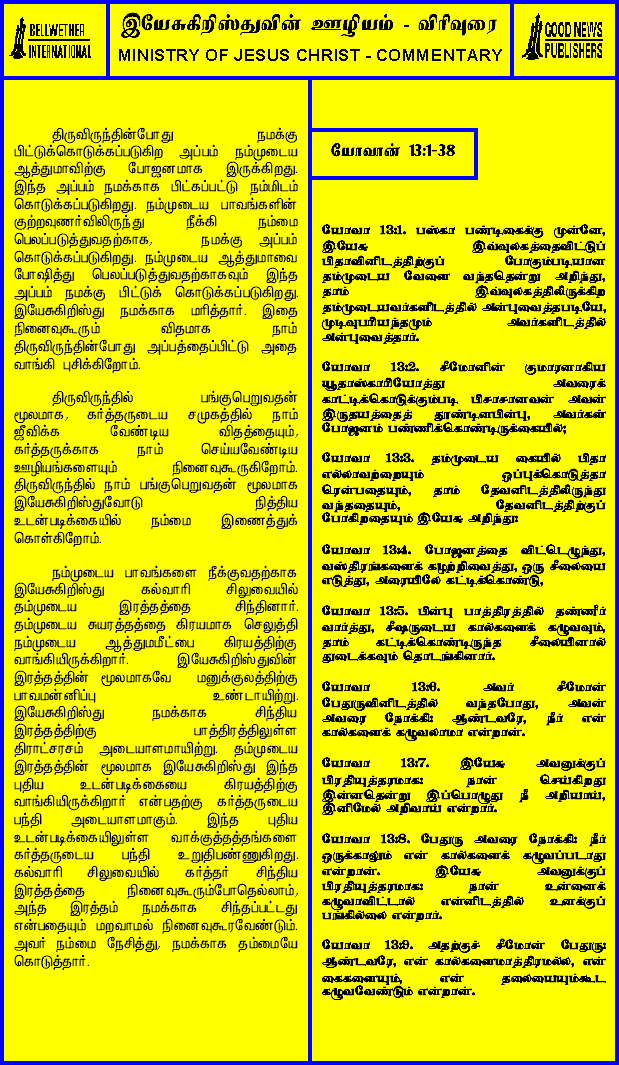 BELLWETHER
INTERNATIONAL
இயேசுகிறிஸ்துவின் ஊழியம் - விரிவுரை
MINISTRY OF JESUS CHRIST - COMMENTARY
GOOD NEWS
PUBLISHERS
திருவிருந்தின்போது நமக்கு
பிட்டுக்கொடுக்கப்படுகிற அப்பம் நம்முடைய
ஆத்துமாவிற்கு போஜனமாக இருக்கிறது.
இந்த அப்பம் நமக்காக பிட்கப்பட்டு நம்மிடம்
கொடுக்கப்படுகிறது. நம்முடைய பாவங்களின்
குற்றவுணர்விலிருந்து நீக்கி நம்மை
பெலப்படுத்துவதற்காக, நமக்கு அப்பம்
கொடுக்கப்படுகிறது. நம்முடைய ஆத்துமாவை
போஷித்து பெலப்படுத்துவதற்காகவும் இந்த
அப்பம் நமக்கு பிட்டுக் கொடுக்கப்படுகிறது.
இயேசுகிறிஸ்து நமக்காக மரித்தார். இதை
நினைவுகூரும் விதமாக நாம்
திருவிருந்தின்போது அப்பத்தைப்பிட்டு அதை
வாங்கி புசிக்கிறோம்.
திருவிருந்தில் பங்குபெறுவதன்
மூலமாக, கர்த்தருடைய சமுகத்தில் நாம்
ஜீவிக்க வேண்டிய விதத்தையும்,
கர்த்தருக்காக நாம் செய்யவேண்டிய
ஊழியங்களையும் நினைவுகூருகிறோம்.
திருவிருந்தில் நாம் பங்குபெறுவதன் மூலமாக
இயேசுகிறிஸ்துவோடு நித்திய
உடன்படிக்கையில் நம்மை இணைத்துக்
கொள்கிறோம்.
நம்முடைய பாவங்களை நீக்குவதற்காக
இயேசுகிறிஸ்து கல்வாரி சிலுவையில்
தம்முடைய இரத்தத்தை சிந்தினார்.
தம்முடைய சுயரத்தத்தை கிரயமாக செலுத்தி
நம்முடைய ஆத்துமமீட்பை கிரயத்திற்கு
வாங்கியிருக்கிறார். இயேசுகிறிஸ்துவின்
இரத்தத்தின் மூலமாகவே மனுக்குலத்திற்கு
பாவமன்னிப்பு உண்டாயிற்று.
இயேசுகிறிஸ்து நமக்காக சிந்திய
இரத்தத்திற்கு பாத்திரத்திலுள்ள
திராட்சரசம் அடையாளமாயிற்று. தம்முடைய
இரத்தத்தின் மூலமாக இயேசுகிறிஸ்து இந்த
புதிய உடன்படிக்கையை கிரயத்திற்கு
வாங்கியிருக்கிறார் என்பதற்கு கர்த்தருடைய
பந்தி அடையாளமாகும். இந்த புதிய
உடன்படிக்கையிலுள்ள வாக்குத்தத்தங்களை
கர்த்தருடைய பந்தி உறுதிபண்ணுகிறது.
கல்வாரி சிலுவையில் கர்த்தர் சிந்திய
இரத்தத்தை நினைவுகூரும்போதெல்லாம்,
அந்த இரத்தம் நமக்காக சிந்தப்பட்டது
என்பதையும் மறவாமல் நினைவுகூரவேண்டும்.
அவர் நம்மை நேசித்து, நமக்காக தம்மையே
கொடுத்தார்.
யோவான் 13:1-38
யோவா 13:1. பஸ்கா பண்டிகைக்கு முன்னே,
இயேசு இவ்வுலகத்தைவிட்டுப்
பிதாவினிடத்திற்குப் போகும்படியான
தம்முடைய வேளை வந்ததென்று அறிந்து,
தாம் இவ்வுலகத்திலிருக்கிற
தம்முடையவர்களிடத்தில் அன்புவைத்தபடியே,
முடிவுபரியந்தமும் அவர்களிடத்தில்
அன்புவைத்தார்.
யோவா 13:2. சீமோனின் குமாரனாகிய
யூதாஸ்காரியோத்து அவரைக்
காட்டிக்கொடுக்கும்படி பிசாசானவன் அவன்
இருதயத்தைத் தூண்டினபின்பு, அவர்கள்
போஜனம் பண்ணிக்கொண்டிருக்கையில்;
யோவா 13:3. தம்முடைய கையில் பிதா
எல்லாவற்றையும் ஒப்புக்கொடுத்தா
ரென்பதையும், தாம் தேவனிடத்திலிருந்து
வந்ததையும், தேவனிடத்திற்குப்
போகிறதையும் இயேசு அறிந்து:
யோவா 13:4. போஜனத்தை விட்டெழுந்து,
வஸ்திரங்களைக் கழற்றிவைத்து, ஒரு சீலையை
எடுத்து, அரையிலே கட்டிக்கொண்டு,
யோவா 13:5. பின்பு பாத்திரத்தில் தண்ணீர்
வார்த்து, சீஷருடைய கால்களைக் கழுவவும்,
தாம் கட்டிக்கொண்டிருந்த சீலையினால்
துடைக்கவும் தொடங்கினார்.
யோவா 13:6. அவர் சீமோன்
பேதுருவினிடத்தில் வந்தபோது, அவன்
அவரை நோக்கி: ஆண்டவரே, நீர் என்
கால்களைக் கழுவலாமா என்றான்.
யோவா 13:7. இயேசு அவனுக்குப்
பிரதியுத்தரமாக: நான் செய்கிறது
இன்னதென்று இப்பொழுது நீ அறியாய்,
இனிமேல் அறிவாய் என்றார்.
யோவா 13:8. பேதுரு அவரை நோக்கி: நீர்
ஒருக்காலும் என் கால்களைக் கழுவப்படாது
என்றான். இயேசு அவனுக்குப்
பிரதியுத்தரமாக: நான் உன்னைக்
கழுவாவிட்டால் என்னிடத்தில் உனக்குப்
பங்கில்லை என்றார்.
யோவா 13:9. அதற்குச் சீமோன் பேதுரு:
ஆண்டவரே, என் கால்களைமாத்திரமல்ல, என்
கைகளையும், என் தலையையும்கூட
கழுவவேண்டும் என்றான்.